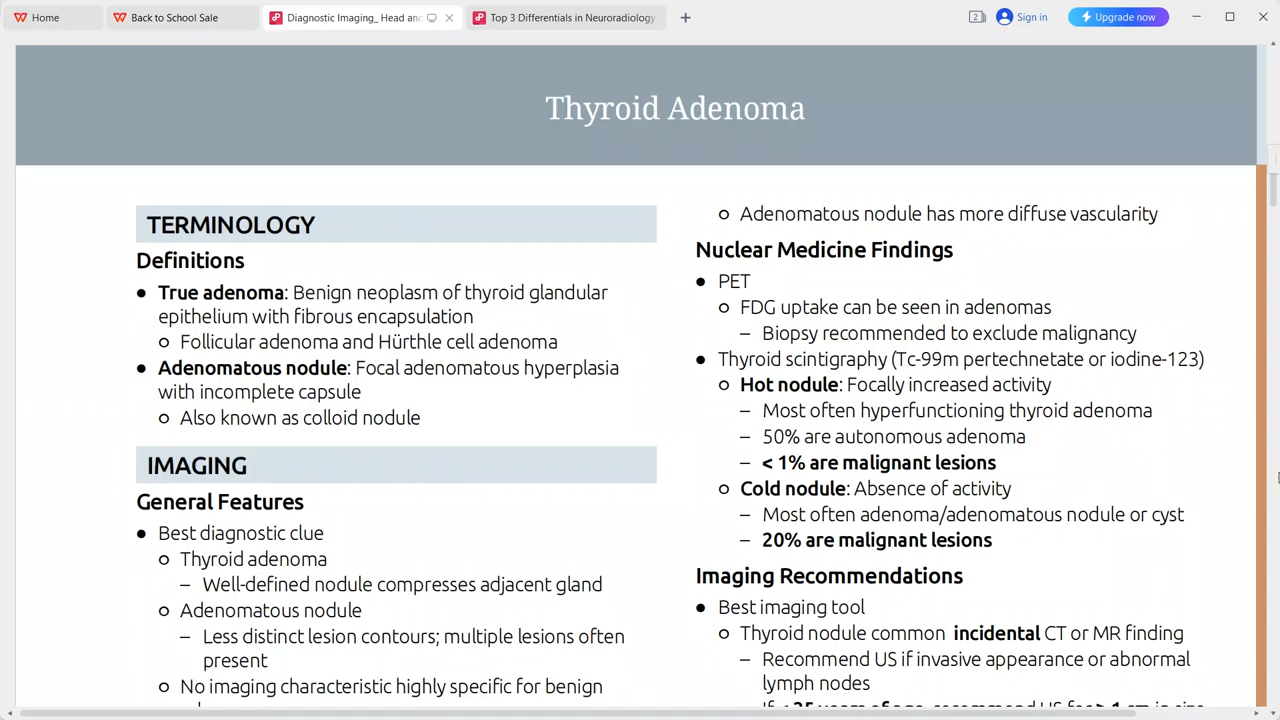 Home
Back to School Sale
Diagnostic Imaging_ Head and
Top 3 Differentials in Neuroradiology
2
Sign in
Upgrade now
Thyroid Adenoma
TERMINOLOGY
Definitions
● True adenoma: Benign neoplasm of thyroid glandular
epithelium with fibrous encapsulation
○ Follicular adenoma and Hürthle cell adenoma
● Adenomatous nodule: Focal adenomatous hyperplasia
with incomplete capsule
○ Also known as colloid nodule
IMAGING
General Features
● Best diagnostic clue
○ Thyroid adenoma
– Well-defined nodule compresses adjacent gland
○ Adenomatous nodule
– Less distinct lesion contours; multiple lesions often
present
○ No imaging characteristic highly specific for benign
○ Adenomatous nodule has more diffuse vascularity
Nuclear Medicine Findings
● PET
○ FDG uptake can be seen in adenomas
– Biopsy recommended to exclude malignancy
● Thyroid scintigraphy (Tc-99m pertechnetate or iodine-123)
○ Hot nodule: Focally increased activity
– Most often hyperfunctioning thyroid adenoma
– 50% are autonomous adenoma
– < 1% are malignant lesions
○ Cold nodule: Absence of activity
– Most often adenoma/adenomatous nodule or cyst
– 20% are malignant lesions
Imaging Recommendations
● Best imaging tool
○ Thyroid nodule common incidental CT or MR finding
– Recommend US if invasive appearance or abnormal
lymph nodes